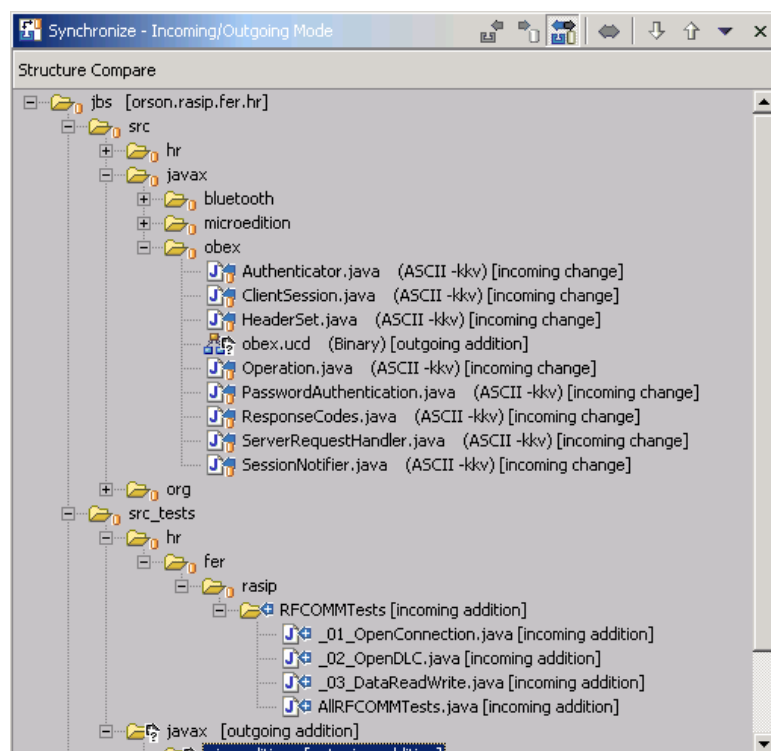 Synchronize - Incoming/Outgoing Mode
Structure Compare
jbs [orson.rasip.fer.hr]
src
hr
javax
bluetooth
microedition
obex
Authenticator.java (ASCII -kkv) [incoming change]
ClientSession.java (ASCII -kkv) [incoming change]
HeaderSet.java (ASCII -kkv) [incoming change]
obex.ucd (Binary) [outgoing addition]
Operation.java (ASCII -kkv) [incoming change]
PasswordAuthentication.java (ASCII -kkv) [incoming change]
ResponseCodes.java (ASCII -kkv) [incoming change]
ServerRequestHandler.java (ASCII -kkv) [incoming change]
SessionNotifier.java (ASCII -kkv) [incoming change]
org
src_tests
hr
fer
rasip
RFCOMMTests [incoming addition]
_01_OpenConnection.java [incoming addition]
_02_OpenDLC.java [incoming addition]
_03_DataReadWrite.java [incoming addition]
AllRFCOMMTests.java [incoming addition]
javax [outgoing addition]